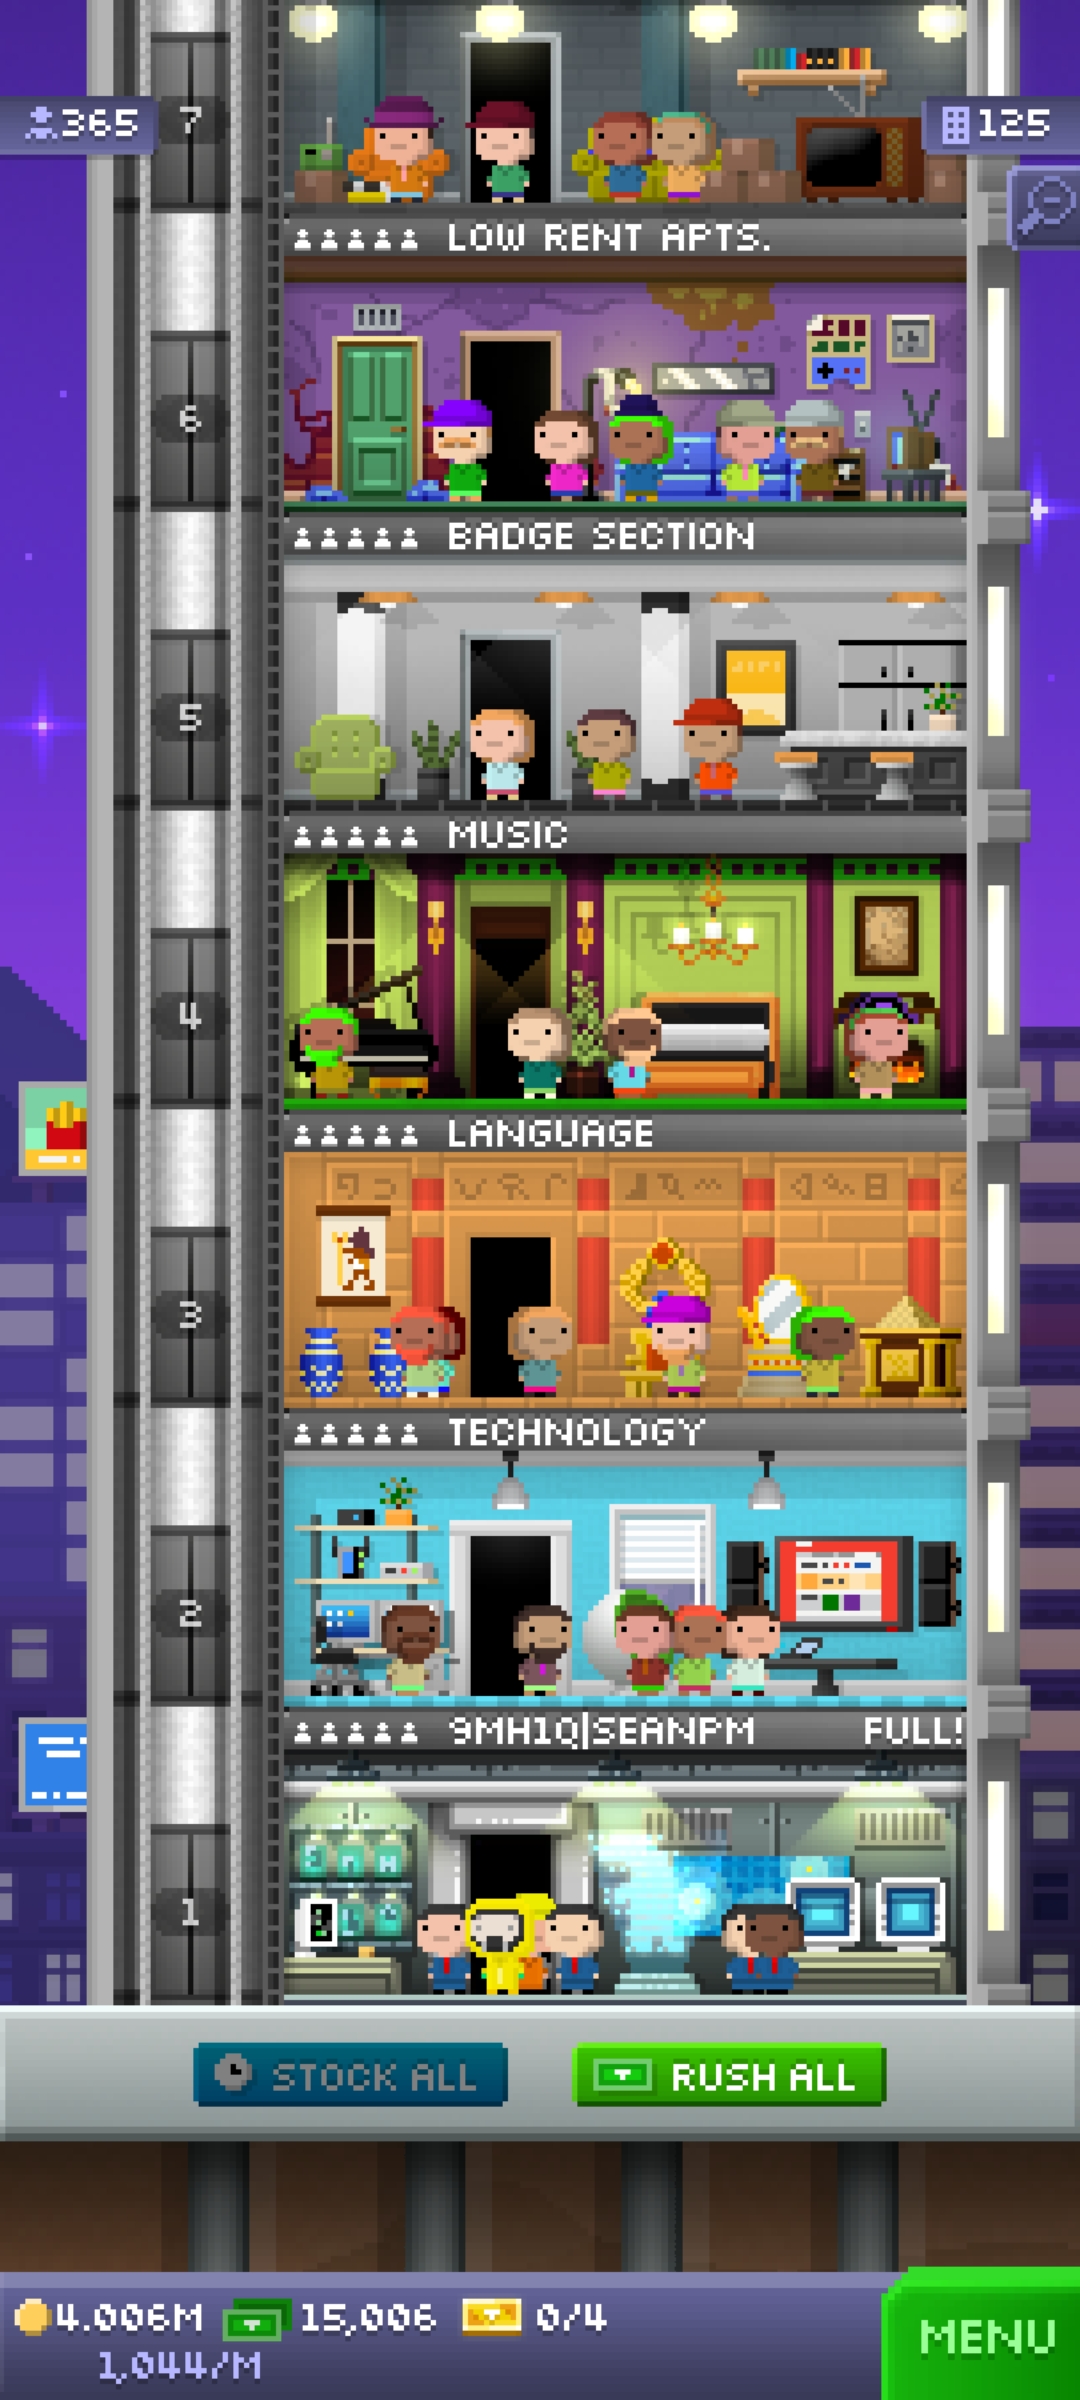 365
7
125
LOW RENT APTS.
6
BADGE SECTION
5
MUSIC
4
LANGUAGE
3
TECHNOLOGY
2
9MH1Q|SEANPM FULL!
1
STOCK ALL
RUSH ALL
4.006M 15,006 0/4
1,044/M
MENU